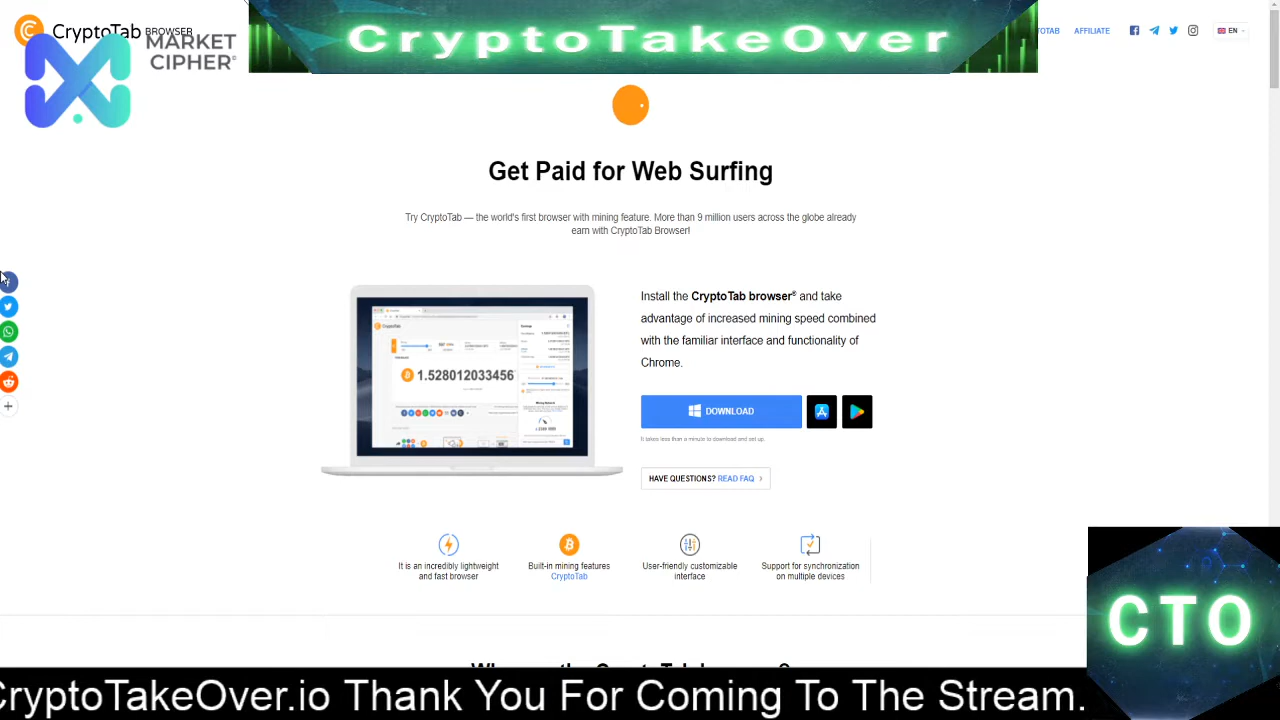 CryptoTab BROWSER
MARKET
CIPHER
CryptoTakeOver
OTAB
AFFILIATE
EN
Get Paid for Web Surfing
Try CryptoTab — the world's first browser with mining feature. More than 9 million users across the globe already
earn with CryptoTab Browser!
Install the CryptoTab browser® and take
advantage of increased mining speed combined
with the familiar interface and functionality of
Chrome.
CryptoTab
1.528012033456
DOWNLOAD
It takes less than a minute to download and set up.
HAVE QUESTIONS? READ FAQ
It is an incredibly lightweight
and fast browser
Built-in mining features
CryptoTab
User-friendly customizable
interface
Support for synchronization
on multiple devices
CTO
CryptoTakeOver.io Thank You For Coming To The Stream.